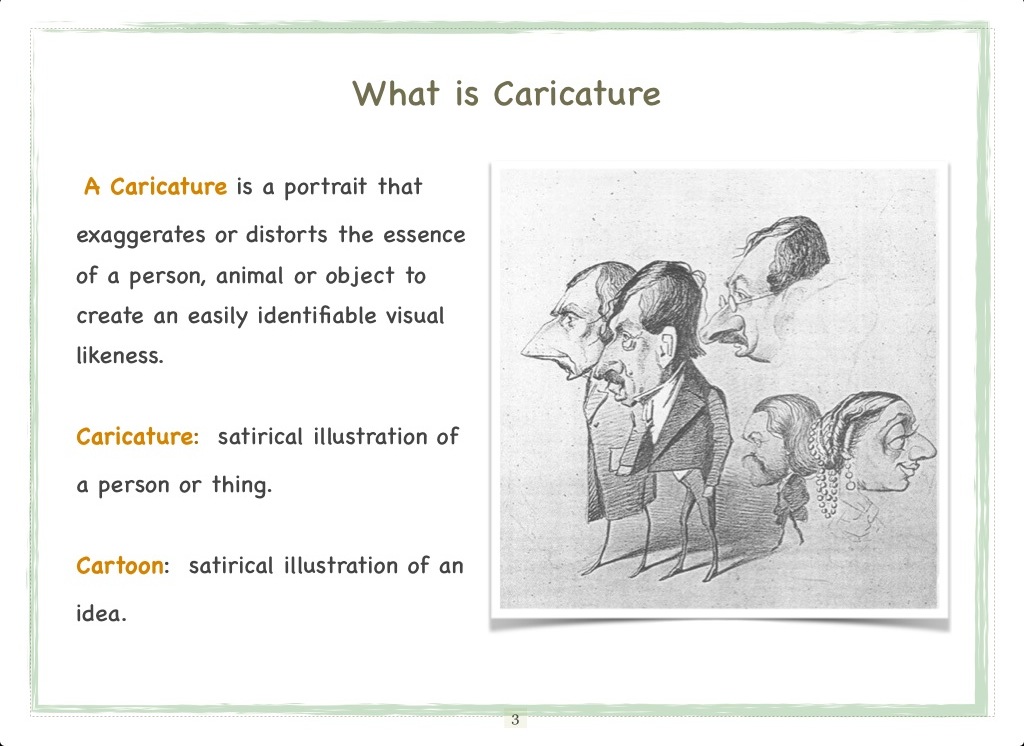 What is Caricature
A Caricature is a portrait that
exaggerates or distorts the essence
of a person, animal or object to
create an easily identifiable visual
likeness.
Caricature: satirical illustration of
a person or thing.
Cartoon: satirical illustration of an
idea.
3